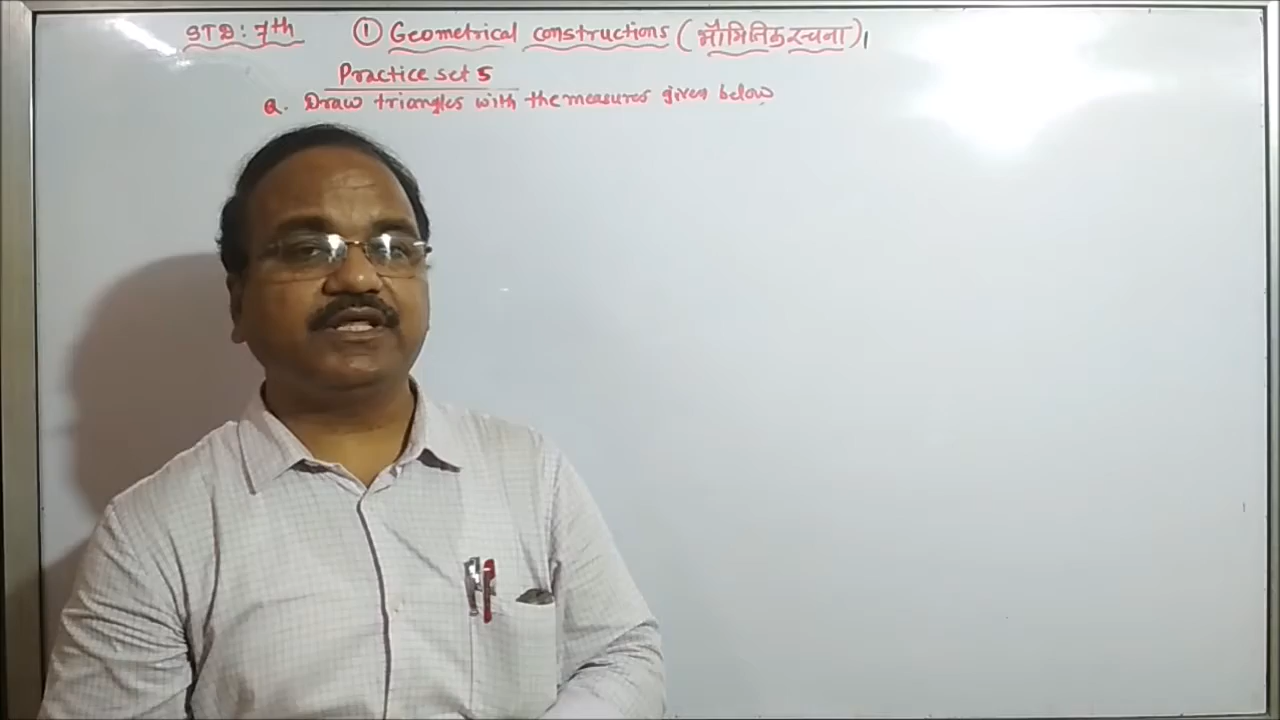 STD: 7th ① Geometrical constructions (भौमितिक रचना)।
Practice set 5
Q. Draw triangles with the measures given below